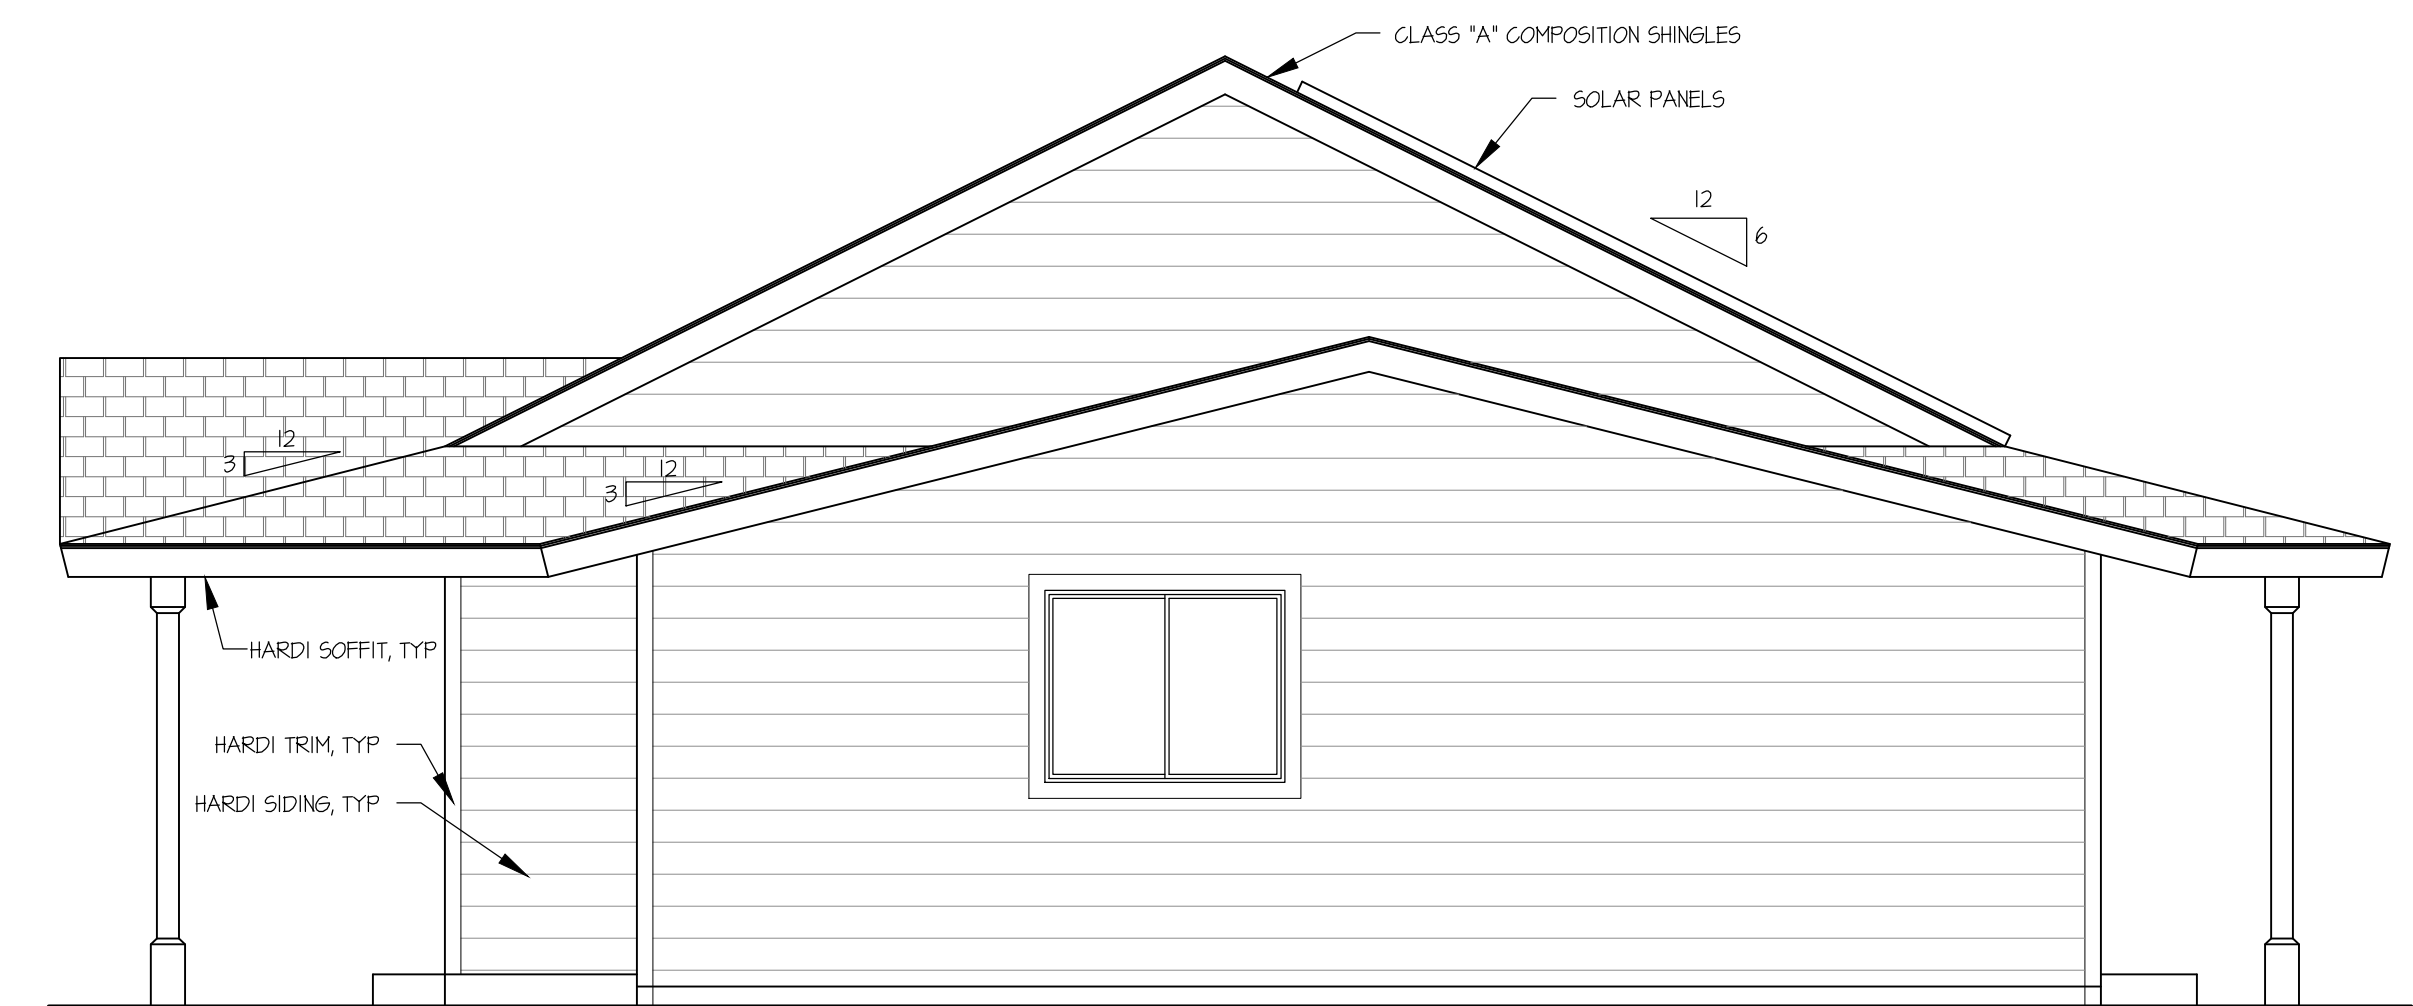 CLASS "A" COMPOSITION SHINGLES
SOLAR PANELS
12
6
12
3
12
3
HARDI SOFFIT, TYP
HARDI TRIM, TYP
HARDI SIDING, TYP